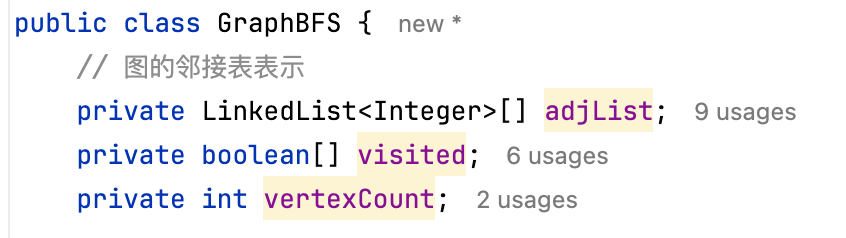 public class GraphBFS { new *
// 图的邻接表表示
private LinkedList<Integer>[] adjList; 9 usages
private boolean[] visited; 6 usages
private int vertexCount; 2 usages